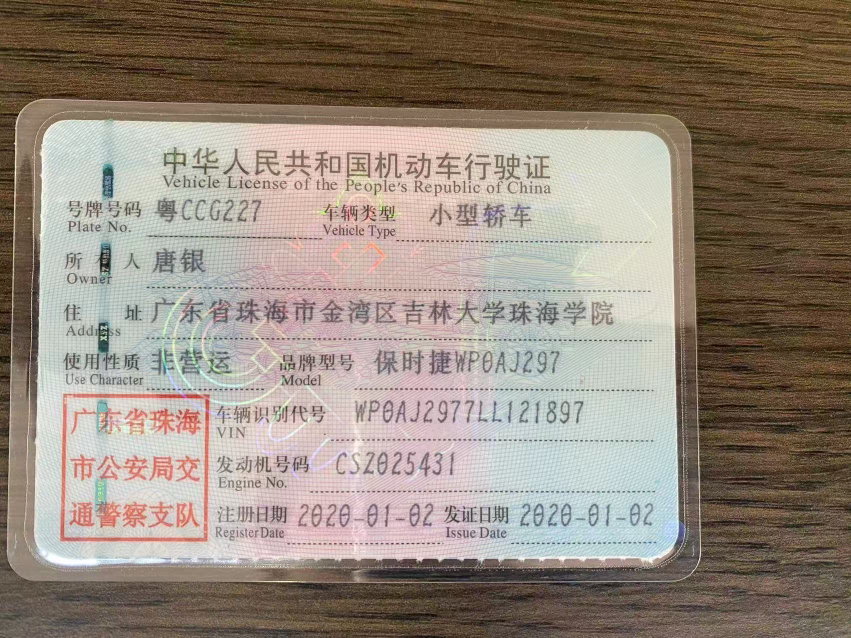 中华人民共和国机动车行驶证
Vehicle License of the People's Republic of China
号牌号码 粤CCG227 车辆类型 小型轿车
Plate No. Vehicle Type
所有人 唐银
Owner
住址 广东省珠海市金湾区吉林大学珠海学院
Address
使用性质 非营运 品牌型号 保时捷WP0AJ297
Use Character Model
广东省珠海
市公安局交
通警察支队
车辆识别代号 WP0AJ2977LL121897
VIN
发动机号码 CSZ025431
Engine No.
注册日期 2020-01-02 发证日期 2020-01-02
Register Date Issue Date